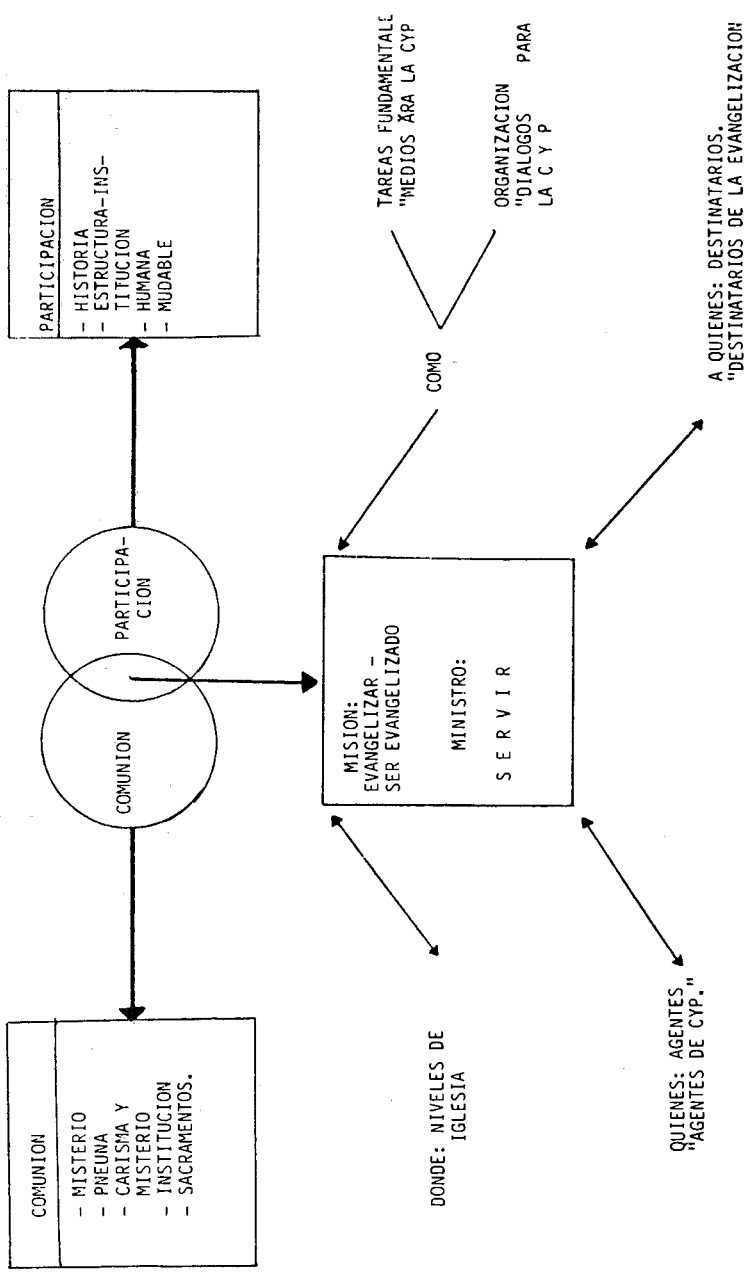 COMUNION
- MISTERIO
- PNEUNA
- CARISMA Y
MISTERIO
- INSTITUCION
- SACRAMENTOS.
COMUNION
PARTICIPA-
CION
PARTICIPACION
- HISTORIA
- ESTRUCTURA-INS-
TITUCION
- HUMANA
- MUDABLE
MISION:
EVANGELIZAR -
SER EVANGELIZADO
MINISTRO:
S E R V I R
DONDE: NIVELES DE
IGLESIA
COMO
TAREAS FUNDAMENTALE
"MEDIOS ARA LA CYP
ORGANIZACION
"DIALOGOS PARA
LA C Y P
QUIENES: AGENTES
"AGENTES DE CYP."
A QUIENES: DESTINATARIOS.
"DESTINATARIOS DE LA EVANGELIZACION